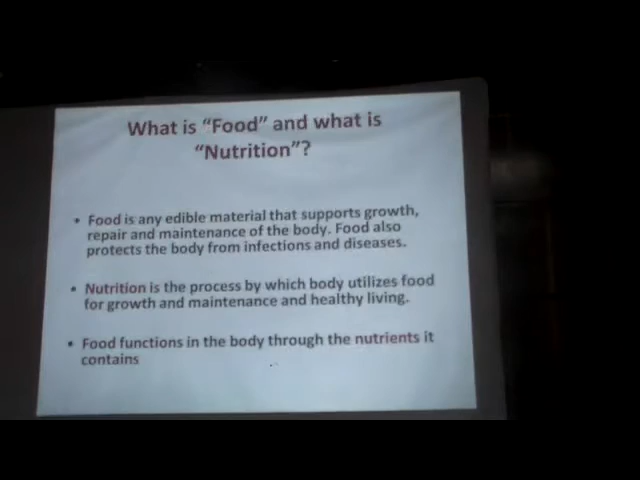 What is “Food” and what is
“Nutrition”?
• Food is any edible material that supports growth,
repair and maintenance of the body. Food also
protects the body from infections and diseases.
• Nutrition is the process by which body utilizes food
for growth and maintenance and healthy living.
• Food functions in the body through the nutrients it
contains